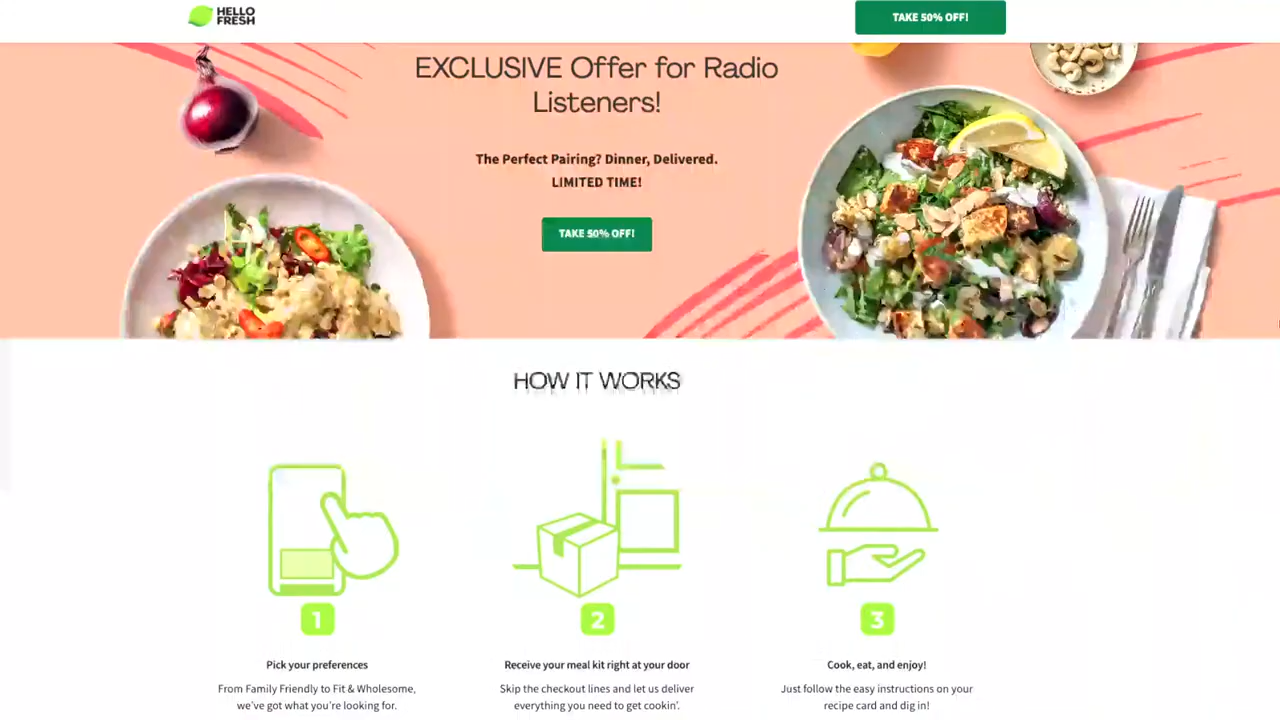 HELLO
FRESH
TAKE 50% OFF!
EXCLUSIVE Offer for Radio
Listeners!
The Perfect Pairing? Dinner, Delivered.
LIMITED TIME!
TAKE 50% OFF!
HOW IT WORKS
1
2
3
Pick your preferences
From Family Friendly to Fit & Wholesome,
we've got what you're looking for.
Receive your meal kit right at your door
Skip the checkout lines and let us deliver
everything you need to get cookin'.
Cook, eat, and enjoy!
Just follow the easy instructions on your
recipe card and dig in!